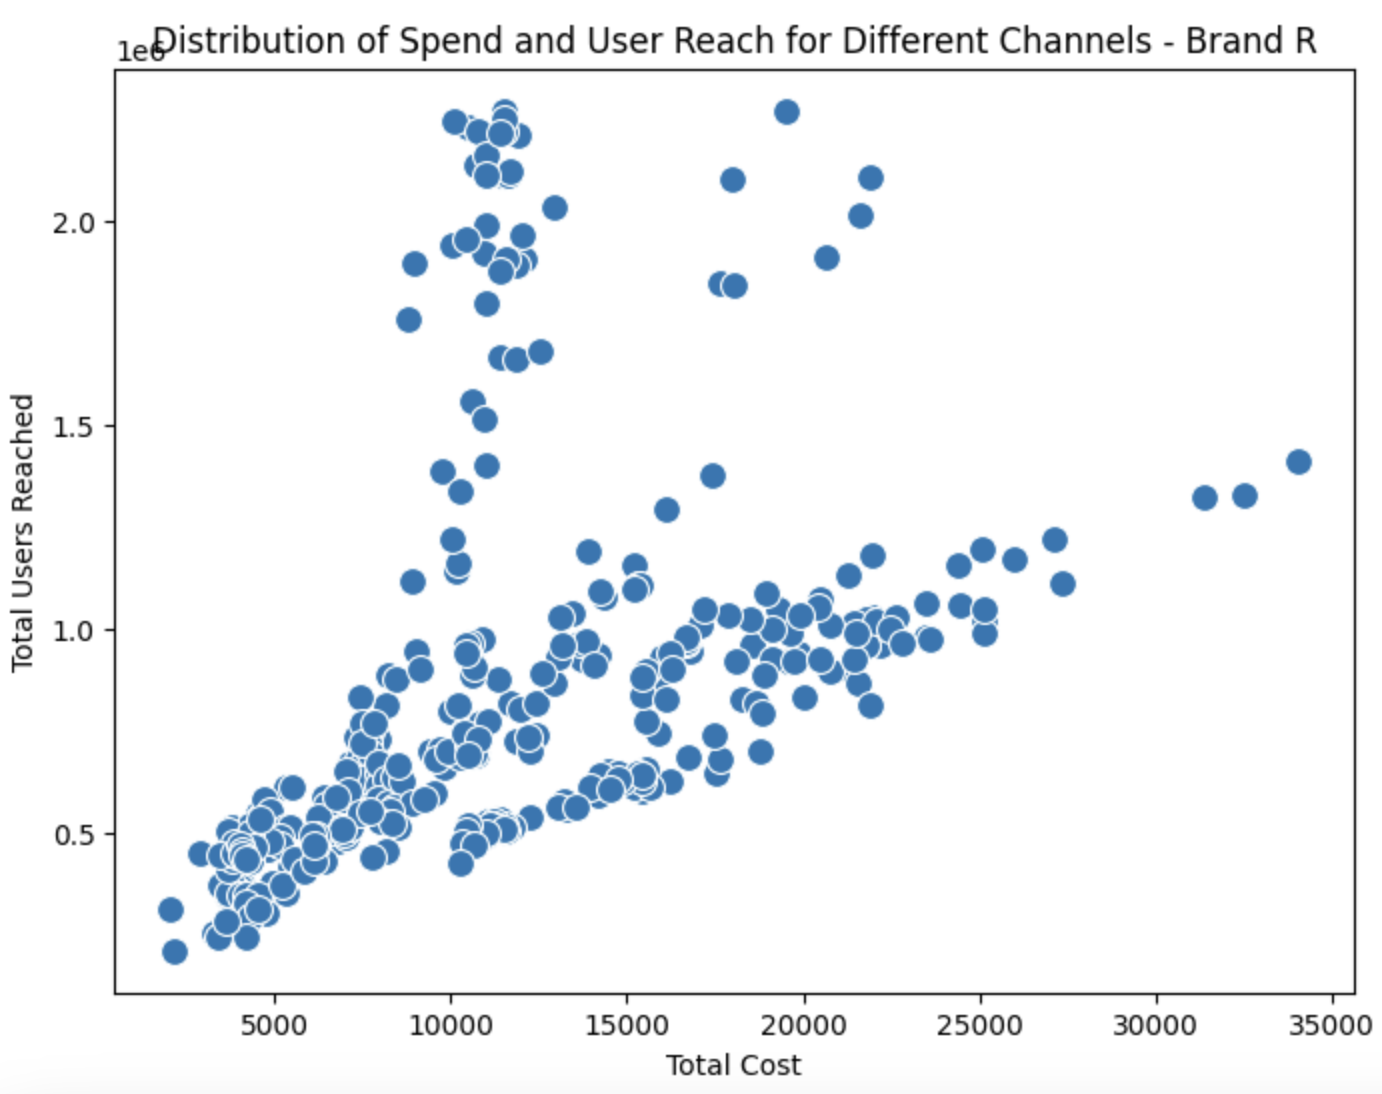 Distribution of Spend and User Reach for Different Channels - Brand R
1e6
2.0
1.5
1.0
0.5
Total Users Reached
5000 10000 15000 20000 25000 30000 35000
Total Cost